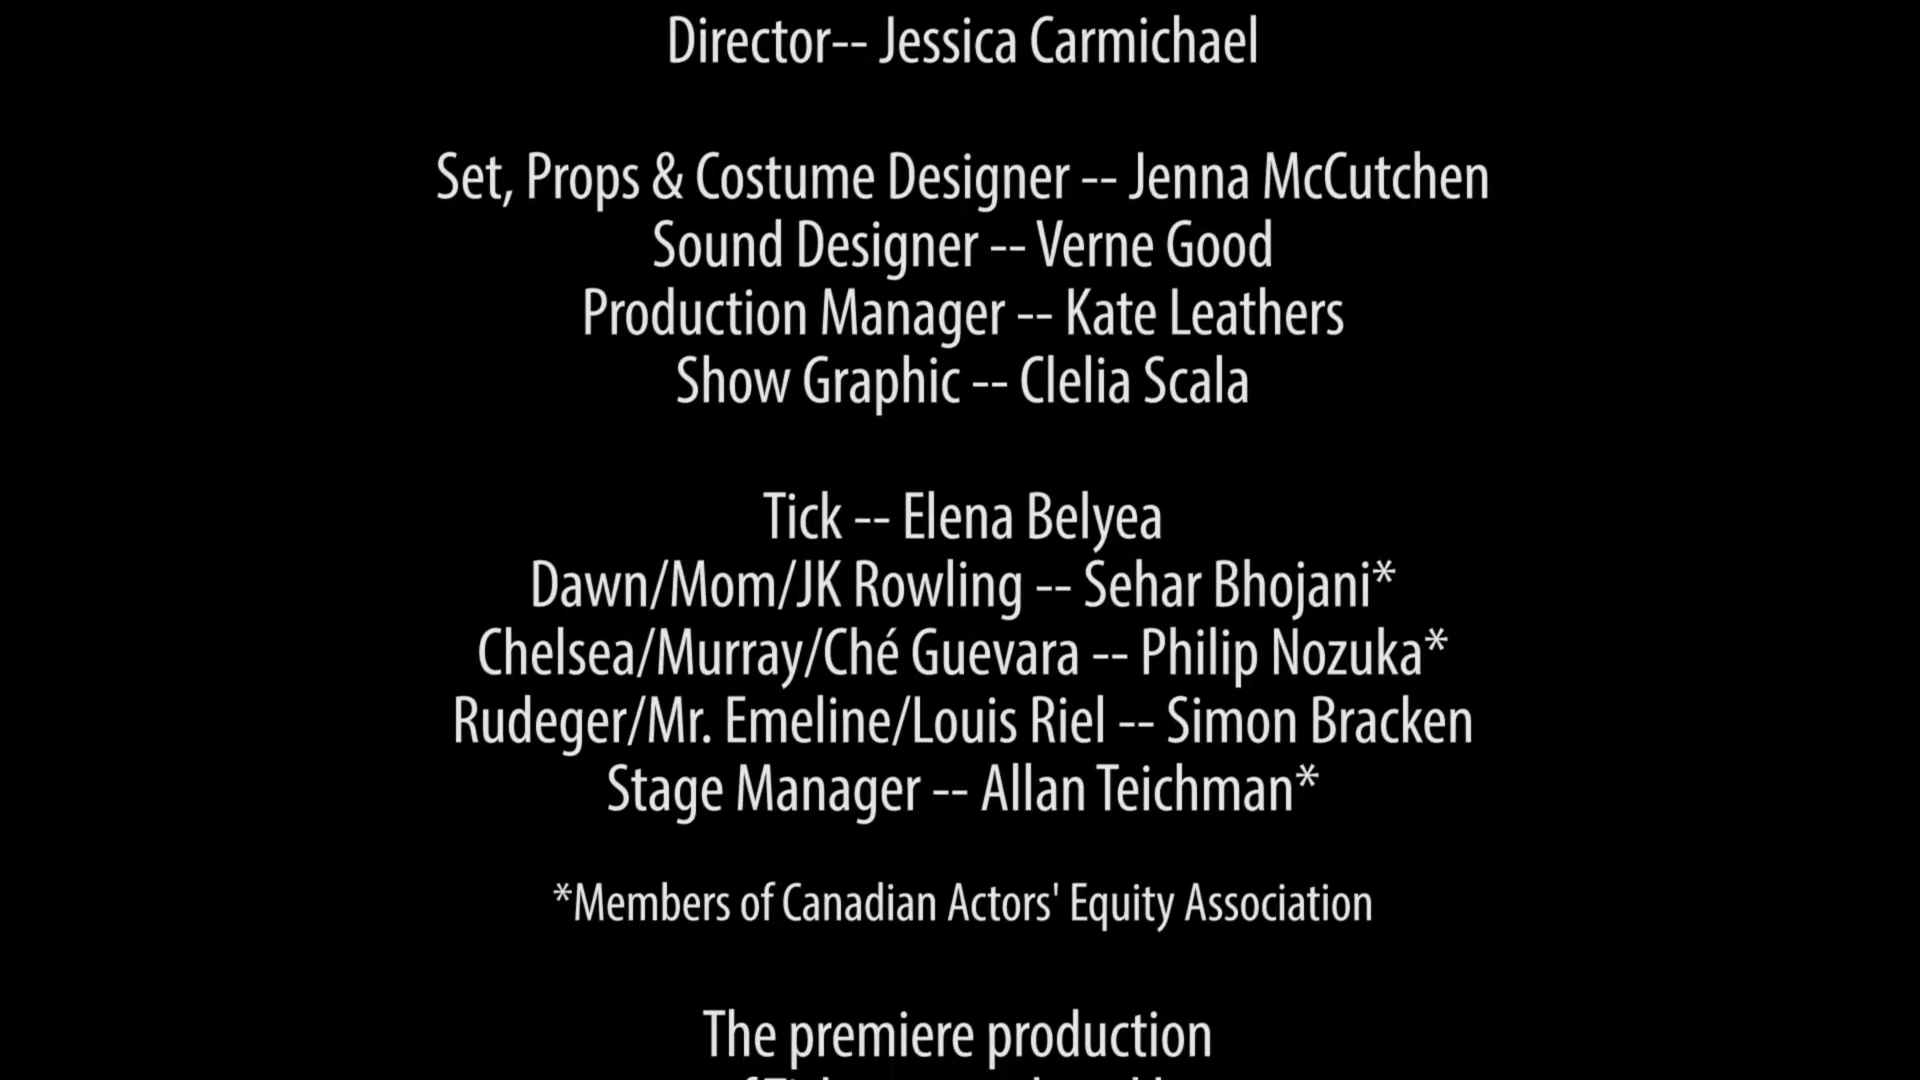 Director-- Jessica Carmichael
Set, Props & Costume Designer -- Jenna McCutchen
Sound Designer -- Verne Good
Production Manager -- Kate Leathers
Show Graphic -- Clelia Scala
Tick -- Elena Belyea
Dawn/Mom/JK Rowling -- Sehar Bhojani*
Chelsea/Murray/Ché Guevara -- Philip Nozuka*
Rudeger/Mr. Emeline/Louis Riel -- Simon Bracken
Stage Manager -- Allan Teichman*
*Members of Canadian Actors' Equity Association
The premiere production